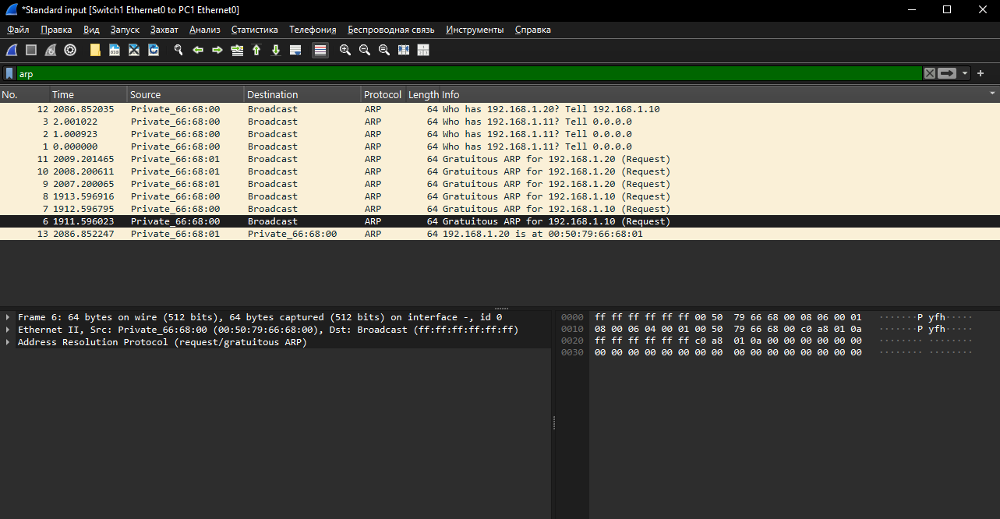 *Standard input [Switch1 Ethernet0 to PC1 Ethernet0]
Файл Правка Вид Запуск Захват Анализ Статистика Телефония Беспроводная связь Инструменты Справка
arp
No. Time Source Destination Protocol Length Info
12 2086.852035 Private_66:68:00 Broadcast ARP 64 Who has 192.168.1.20? Tell 192.168.1.10
3 2.001022 Private_66:68:00 Broadcast ARP 64 Who has 192.168.1.11? Tell 0.0.0.0
2 1.000923 Private_66:68:00 Broadcast ARP 64 Who has 192.168.1.11? Tell 0.0.0.0
1 0.000000 Private_66:68:00 Broadcast ARP 64 Who has 192.168.1.11? Tell 0.0.0.0
11 2009.201465 Private_66:68:01 Broadcast ARP 64 Gratuitous ARP for 192.168.1.20 (Request)
10 2008.200611 Private_66:68:01 Broadcast ARP 64 Gratuitous ARP for 192.168.1.20 (Request)
9 2007.200065 Private_66:68:01 Broadcast ARP 64 Gratuitous ARP for 192.168.1.20 (Request)
8 1913.596916 Private_66:68:00 Broadcast ARP 64 Gratuitous ARP for 192.168.1.10 (Request)
7 1912.596795 Private_66:68:00 Broadcast ARP 64 Gratuitous ARP for 192.168.1.10 (Request)
6 1911.596023 Private_66:68:00 Broadcast ARP 64 Gratuitous ARP for 192.168.1.10 (Request)
13 2086.852247 Private_66:68:01 Private_66:68:00 ARP 64 192.168.1.20 is at 00:50:79:66:68:01
Frame 6: 64 bytes on wire (512 bits), 64 bytes captured (512 bits) on interface -, id 0
Ethernet II, Src: Private_66:68:00 (00:50:79:66:68:00), Dst: Broadcast (ff:ff:ff:ff:ff:ff)
Address Resolution Protocol (request/gratuitous ARP)
0000 ff ff ff ff ff ff 00 50 79 66 68 00 08 06 00 01 ·······P yfh·····
0010 08 00 06 04 00 01 00 50 79 66 68 00 c0 a8 01 0a ·······P yfh·····
0020 ff ff ff ff ff ff c0 a8 01 0a 00 00 00 00 00 00 ········ ········
0030 00 00 00 00 00 00 00 00 00 00 00 00 00 00 00 00 ········ ········